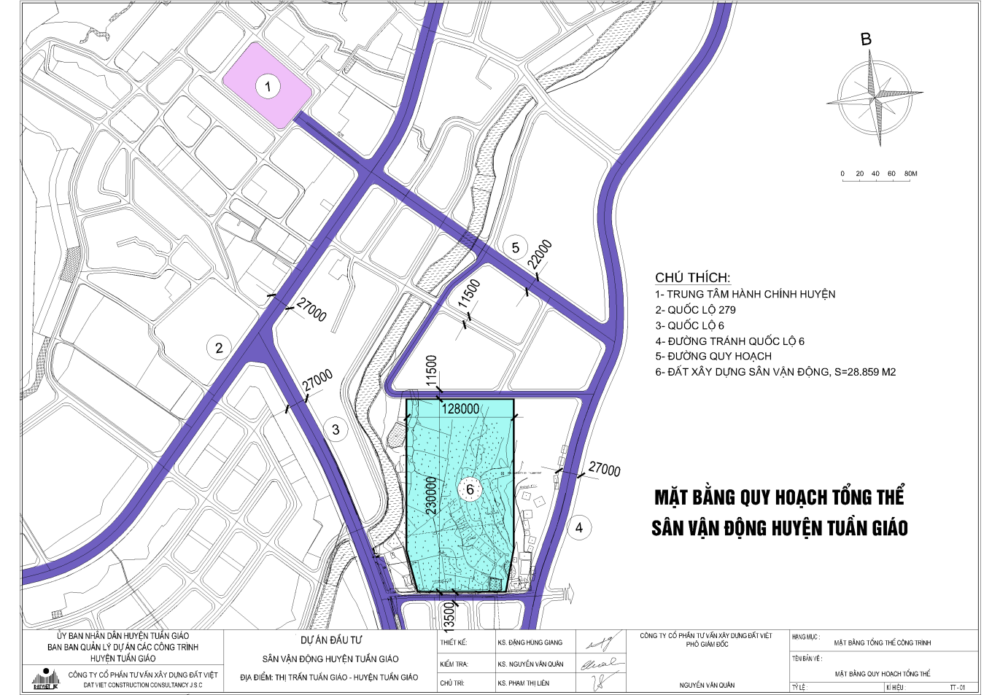 B
0 20 40 60 80M
1
2
3
4
5
6
27000
27000
22000
11500
11500
128000
230000
27000
13500
CHÚ THÍCH:
1- TRUNG TÂM HÀNH CHÍNH HUYỆN
2- QUỐC LỘ 279
3- QUỐC LỘ 6
4- ĐƯỜNG TRÁNH QUỐC LỘ 6
5- ĐƯỜNG QUY HOẠCH
6- ĐẤT XÂY DỰNG SÂN VẬN ĐỘNG, S=28.859 M2
MẶT BẰNG QUY HOẠCH TỔNG THỂ
SÂN VẬN ĐỘNG HUYỆN TUẦN GIÁO
ỦY BAN NHÂN DÂN HUYỆN TUẦN GIÁO
BAN BAN QUẢN LÝ DỰ ÁN CÁC CÔNG TRÌNH
HUYỆN TUẦN GIÁO
CÔNG TY CỔ PHẦN TƯ VẤN XÂY DỰNG ĐẤT VIỆT
DAT VIET CONSTRUCTION CONSULTANCY J.S.C
DỰ ÁN ĐẦU TƯ
SÂN VẬN ĐỘNG HUYỆN TUẦN GIÁO
ĐỊA ĐIỂM: THỊ TRẤN TUẦN GIÁO - HUYỆN TUẦN GIÁO
THIẾT KẾ: KS. ĐẶNG HÙNG GIANG
KIỂM TRA: KS. NGUYỄN VĂN QUÂN
CHỦ TRÌ: KS. PHẠM THỊ LIÊN
CÔNG TY CỔ PHẦN TƯ VẤN XÂY DỰNG ĐẤT VIỆT
PHÓ GIÁM ĐỐC
NGUYỄN VĂN QUÂN
HẠNG MỤC :
MẶT BẰNG TỔNG THỂ CÔNG TRÌNH
TÊN BẢN VẼ :
MẶT BẰNG QUY HOẠCH TỔNG THỂ
TỶ LỆ : KÍ HIỆU : TT - 01